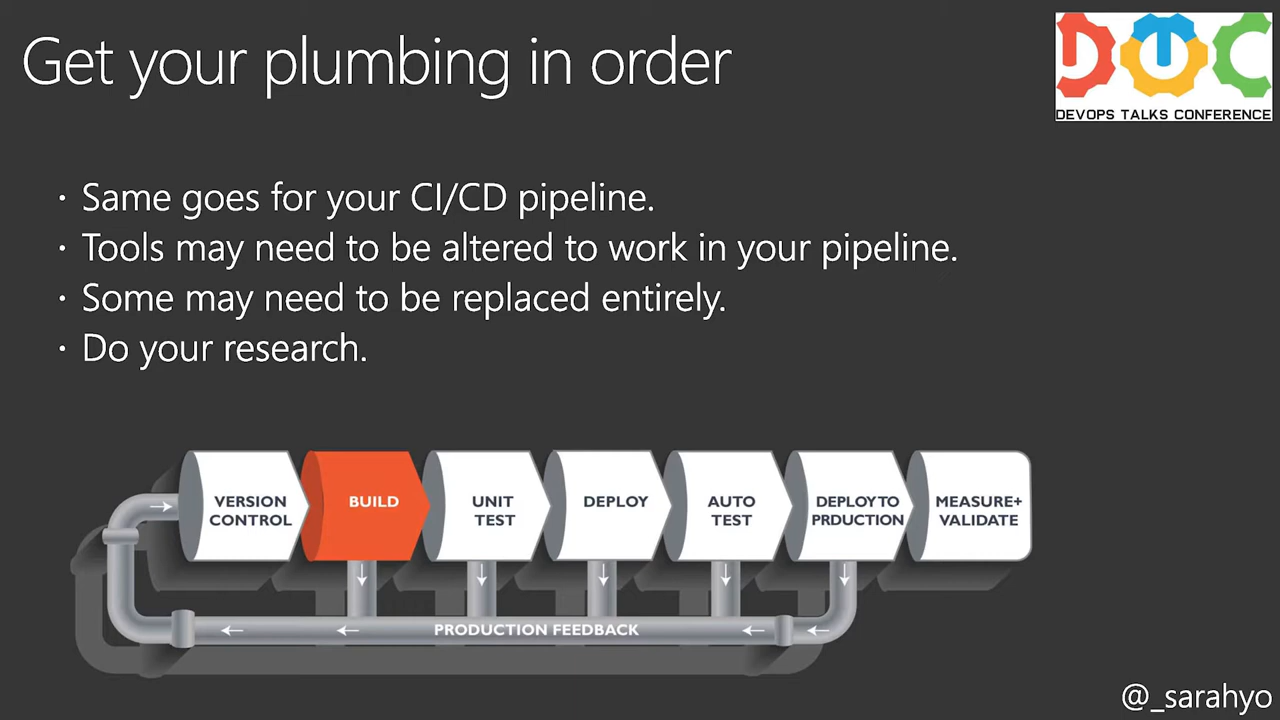 Get your plumbing in order
DEVOPS TALKS CONFERENCE
· Same goes for your CI/CD pipeline.
· Tools may need to be altered to work in your pipeline.
· Some may need to be replaced entirely.
· Do your research.
VERSION
CONTROL
BUILD
UNIT
TEST
DEPLOY
AUTO
TEST
DEPLOY TO
PRDUCTION
MEASURE+
VALIDATE
PRODUCTION FEEDBACK
@_sarahyo